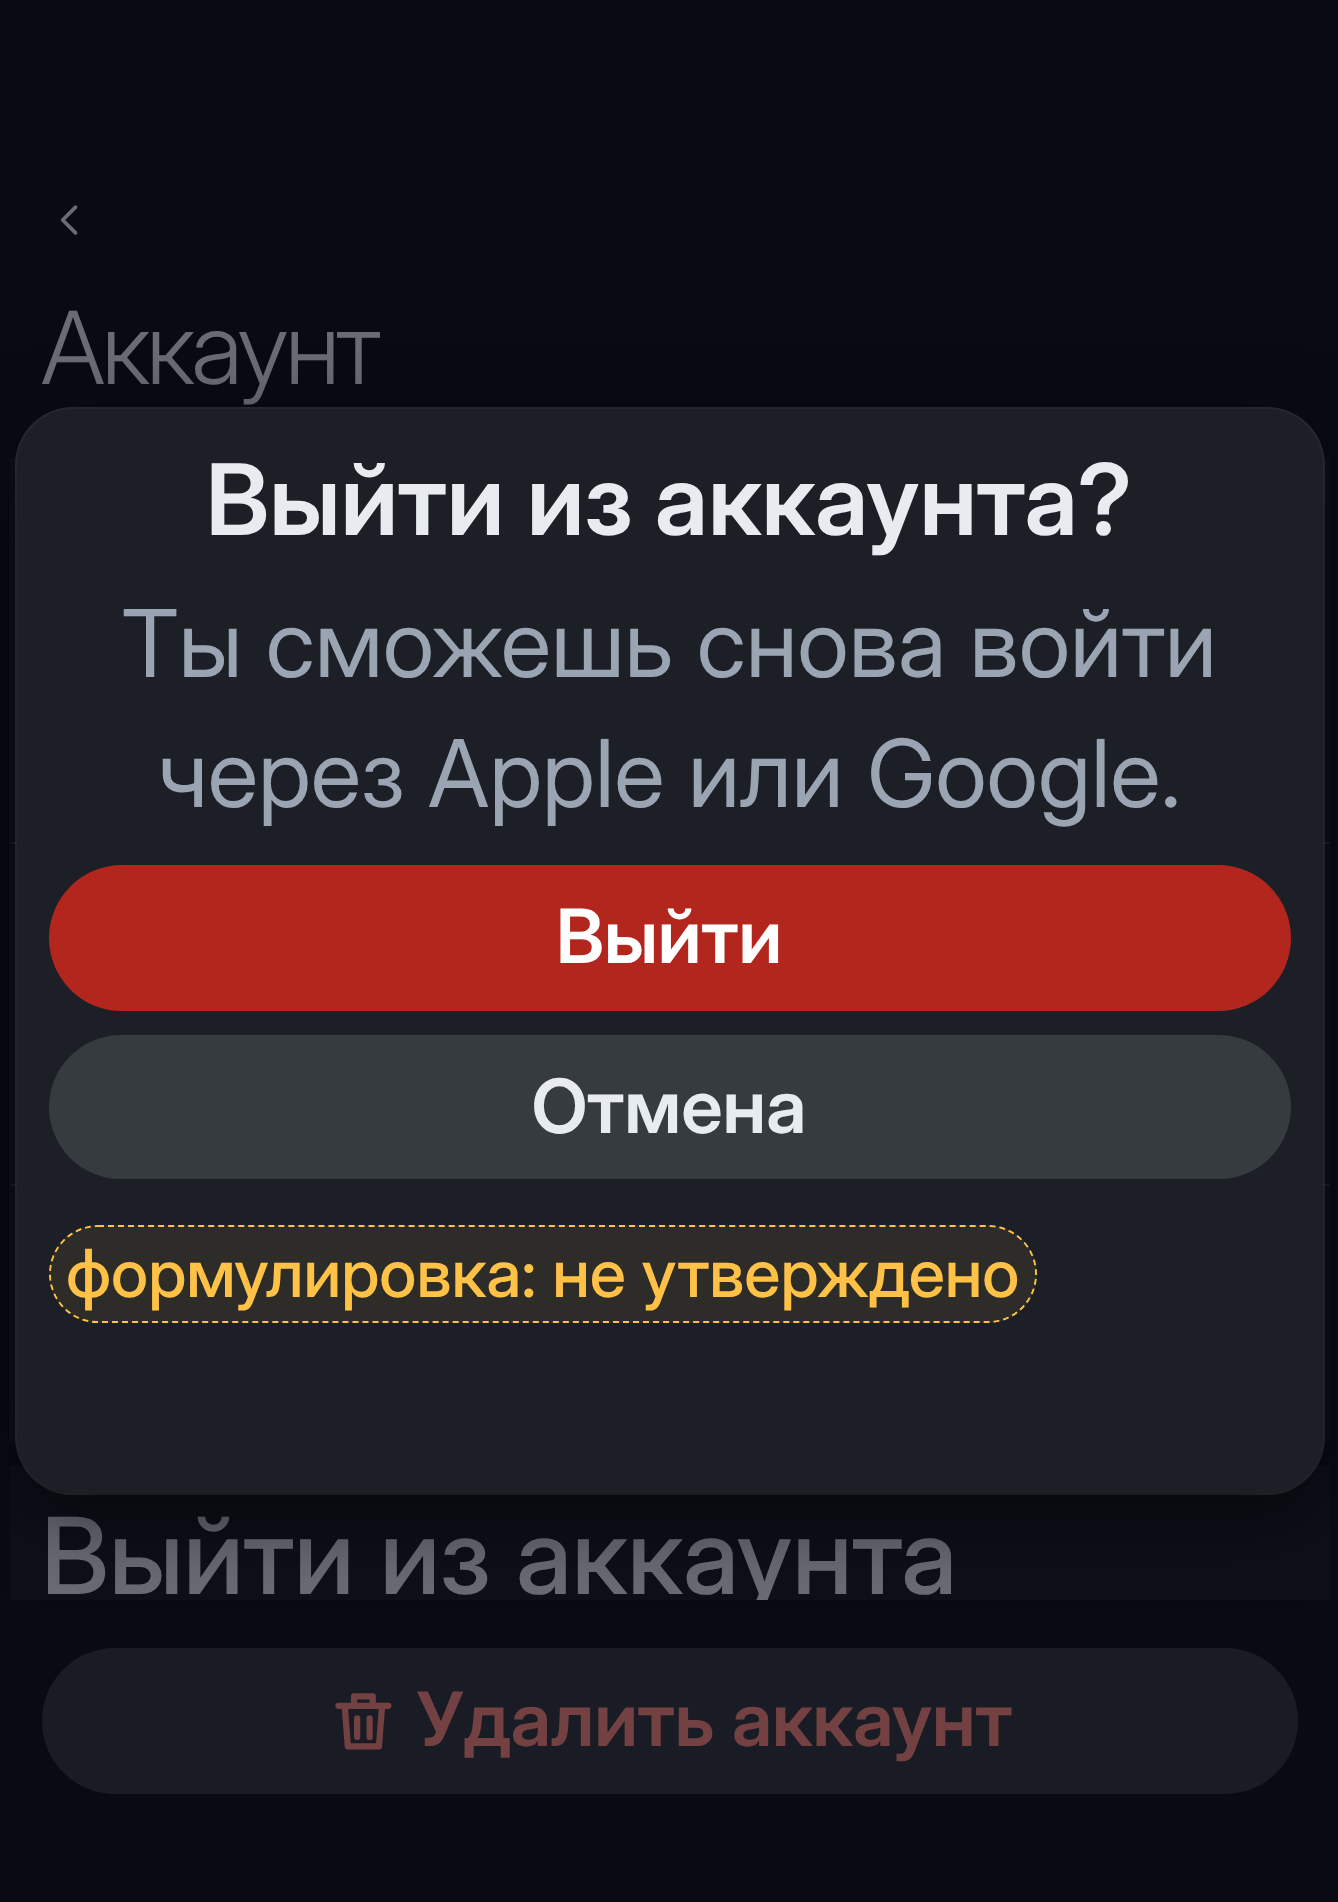 Аккаунт
Выйти из аккаунта?
Ты сможешь снова войти
через Apple или Google.
Выйти
Отмена
формулировка: не утверждено
Выйти из аккаунта
Удалить аккаунт